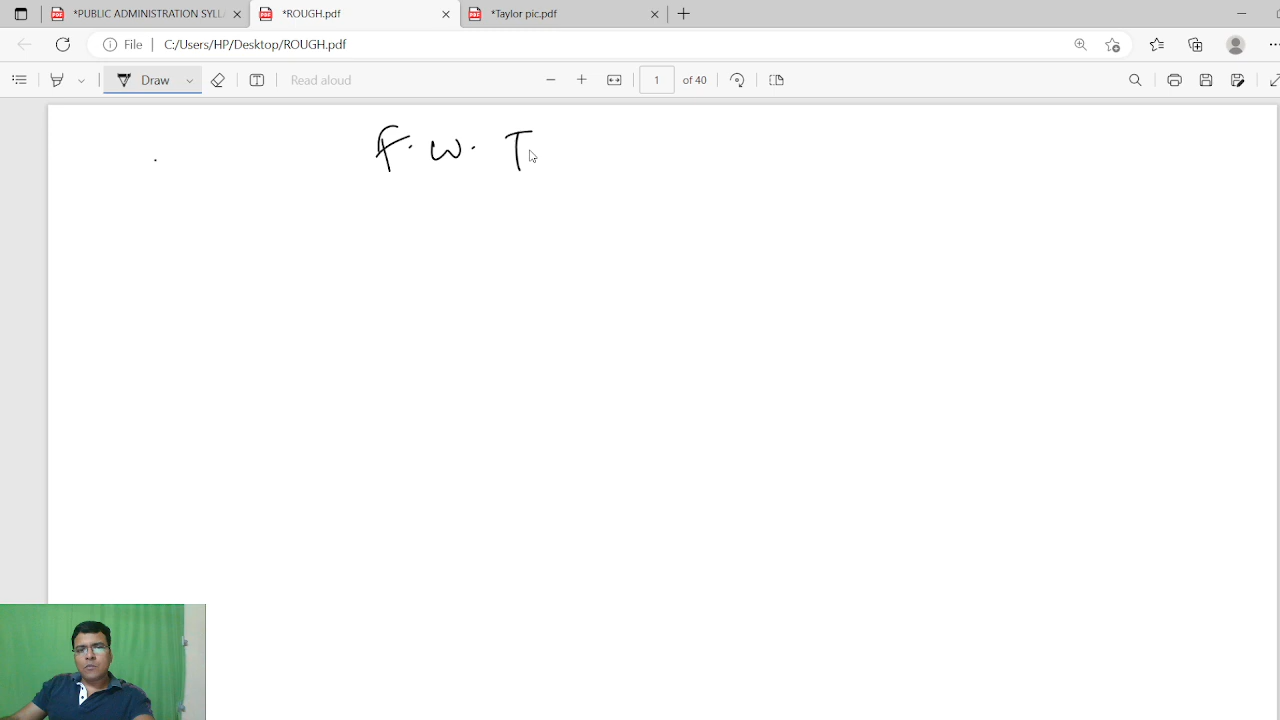 *PUBLIC ADMINISTRATION SYLLA
*ROUGH.pdf
*Taylor pic.pdf
File
C:/Users/HP/Desktop/ROUGH.pdf
Draw
Read aloud
1 of 40
F. W. T